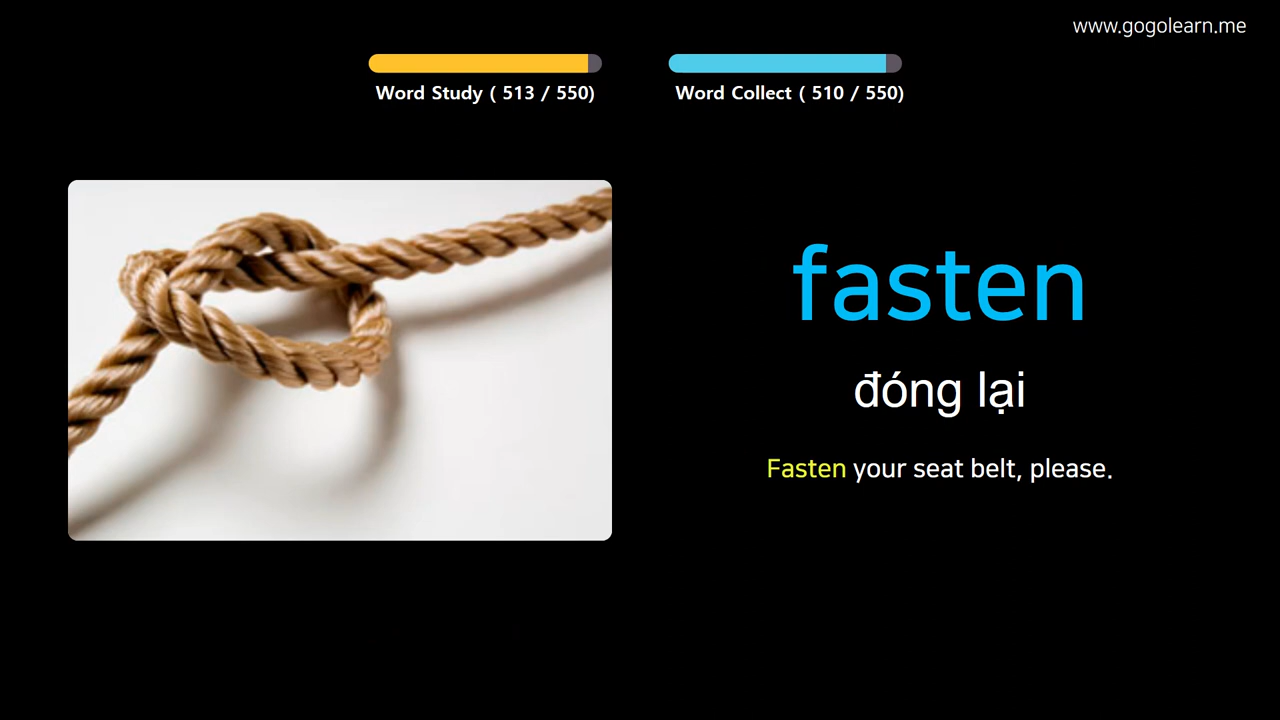 www.gogolearn.me
Word Study ( 513 / 550)
Word Collect ( 510 / 550)
fasten
đóng lại
Fasten your seat belt, please.